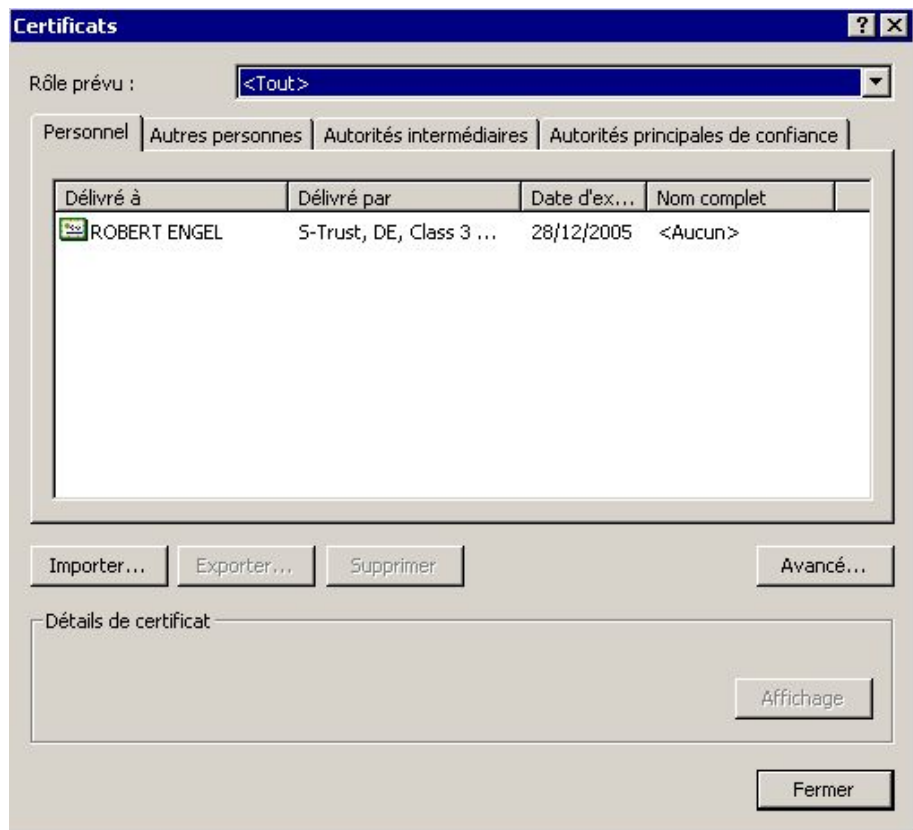 Certificats
Rôle prévu : <Tout>
Personnel Autres personnes Autorités intermédiaires Autorités principales de confiance
Délivré à Délivré par Date d'ex... Nom complet
ROBERT ENGEL S-Trust, DE, Class 3 ... 28/12/2005 <Aucun>
Importer... Exporter... Supprimer Avancé...
Détails de certificat
Affichage
Fermer